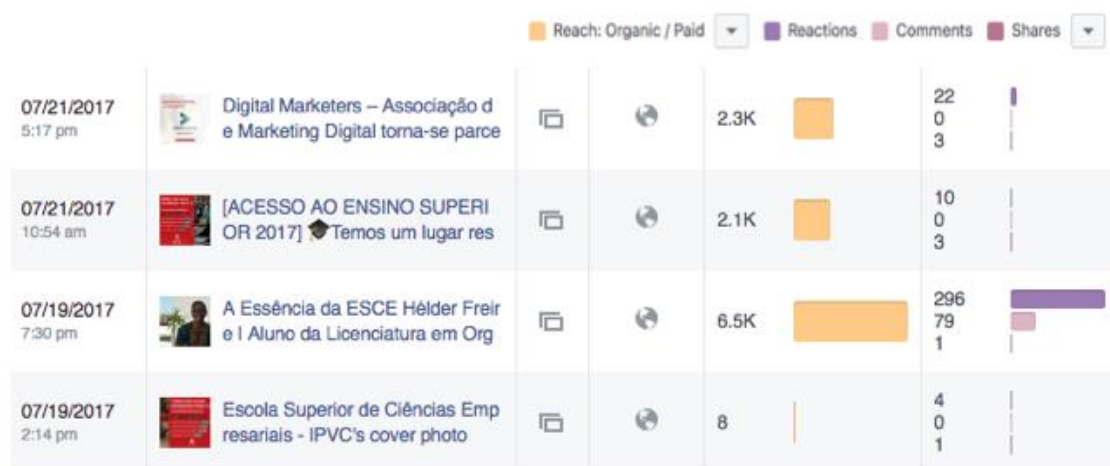 Reach: Organic / Paid Reactions Comments Shares
07/21/2017
5:17 pm
Digital Marketers – Associação d
e Marketing Digital torna-se parce
2.3K
22
0
3
07/21/2017
10:54 am
[ACESSO AO ENSINO SUPERI
OR 2017] 🎓Temos um lugar res
2.1K
10
0
3
07/19/2017
7:30 pm
A Essência da ESCE Hélder Freir
e I Aluno da Licenciatura em Org
6.5K
296
79
1
07/19/2017
2:14 pm
Escola Superior de Ciências Emp
resariais - IPVC's cover photo
8
4
0
1